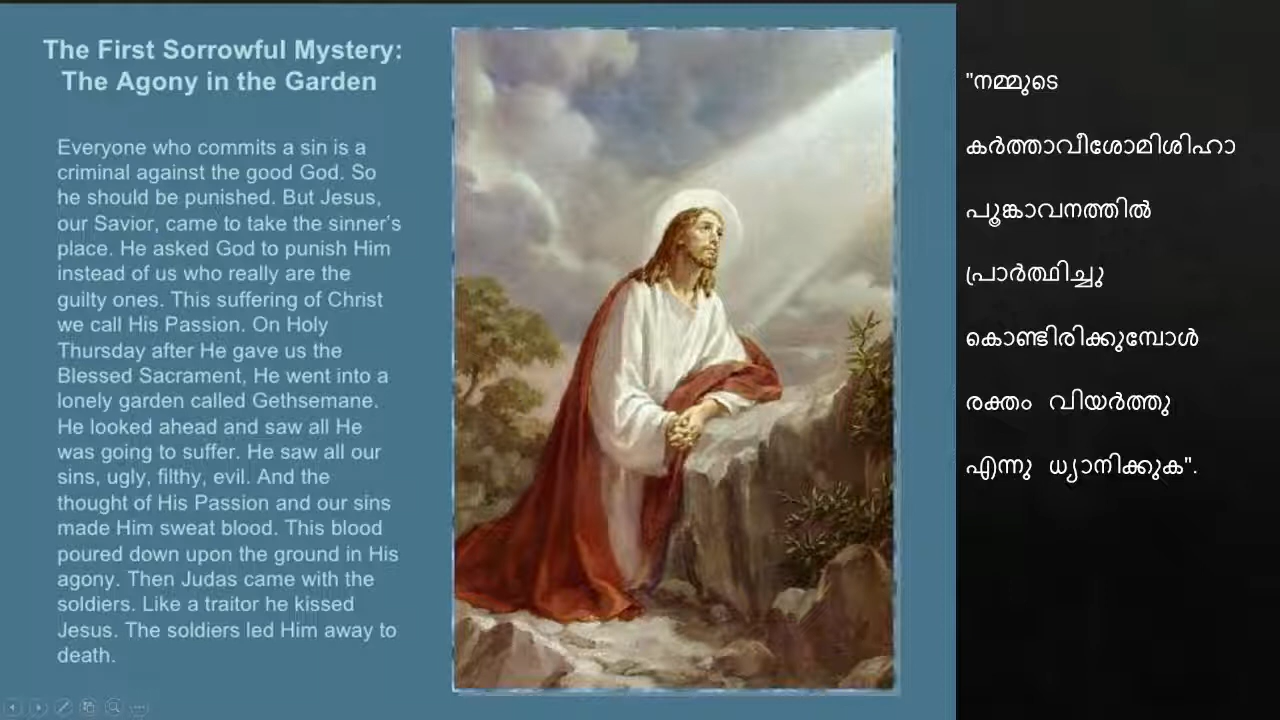 The First Sorrowful Mystery:
The Agony in the Garden
Everyone who commits a sin is a
criminal against the good God. So
he should be punished. But Jesus,
our Savior, came to take the sinner's
place. He asked God to punish Him
instead of us who really are the
guilty ones. This suffering of Christ
we call His Passion. On Holy
Thursday after He gave us the
Blessed Sacrament, He went into a
lonely garden called Gethsemane.
He looked ahead and saw all He
was going to suffer. He saw all our
sins, ugly, filthy, evil. And the
thought of His Passion and our sins
made Him sweat blood. This blood
poured down upon the ground in His
agony. Then Judas came with the
soldiers. Like a traitor he kissed
Jesus. The soldiers led Him away to
death.
"നമ്മുടെ
കർത്താവീശോമിശിഹാ
പൂങ്കാവനത്തിൽ
പ്രാർത്ഥിച്ചു
കൊണ്ടിരിക്കുമ്പോൾ
രക്തം വിയർത്തു
എന്നു ധ്യാനിക്കുക".